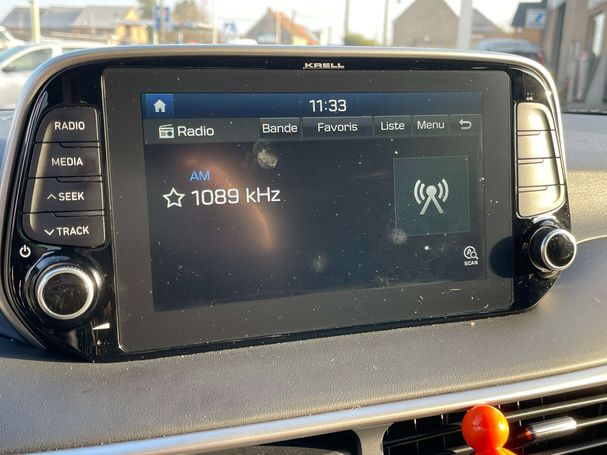 KRELL
11:33
Radio Bande Favoris Liste Menu
AM
1089 kHz
SCAN
RADIO
MEDIA
SEEK
TRACK